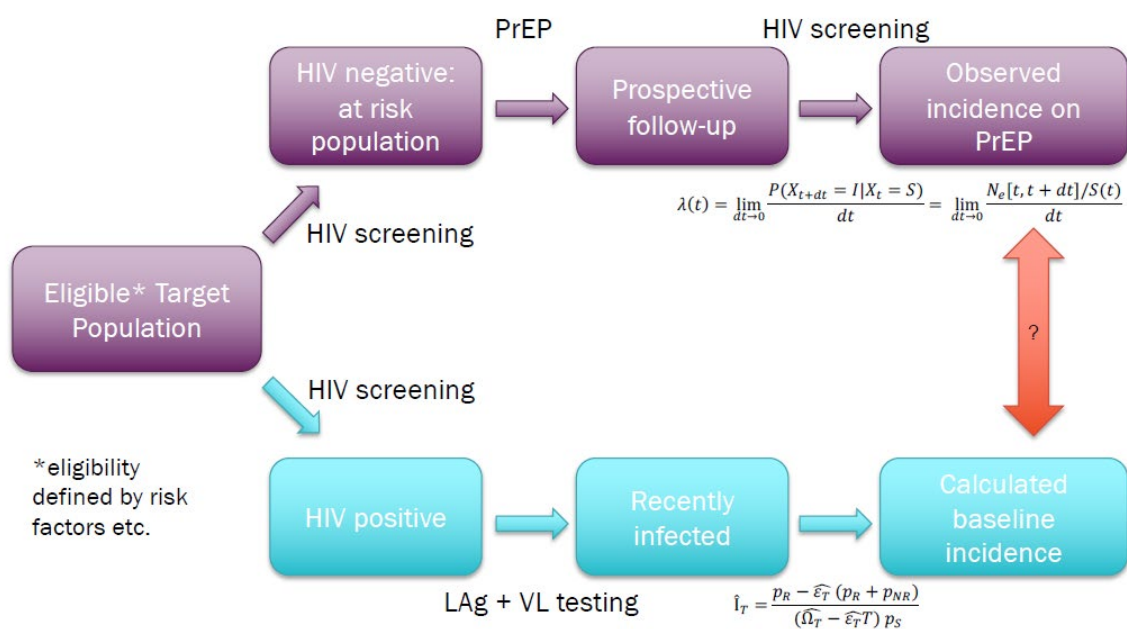 PrEP
HIV screening
HIV negative:
at risk
population
Prospective
follow-up
Observed
incidence on
PrEP
λ(t) = lim_{dt→0} P(X_{t+dt} = I|X_t = S) / dt = lim_{dt→0} N_e[t, t + dt]/S(t) / dt
HIV screening
Eligible* Target
Population
?
HIV screening
*eligibility
defined by risk
factors etc.
HIV positive
Recently
infected
Calculated
baseline
incidence
LAg + VL testing
Î_T = p_R − ε̂_T (p_R + p_NR) / (Ω̂_T − ε̂_T T) p_S